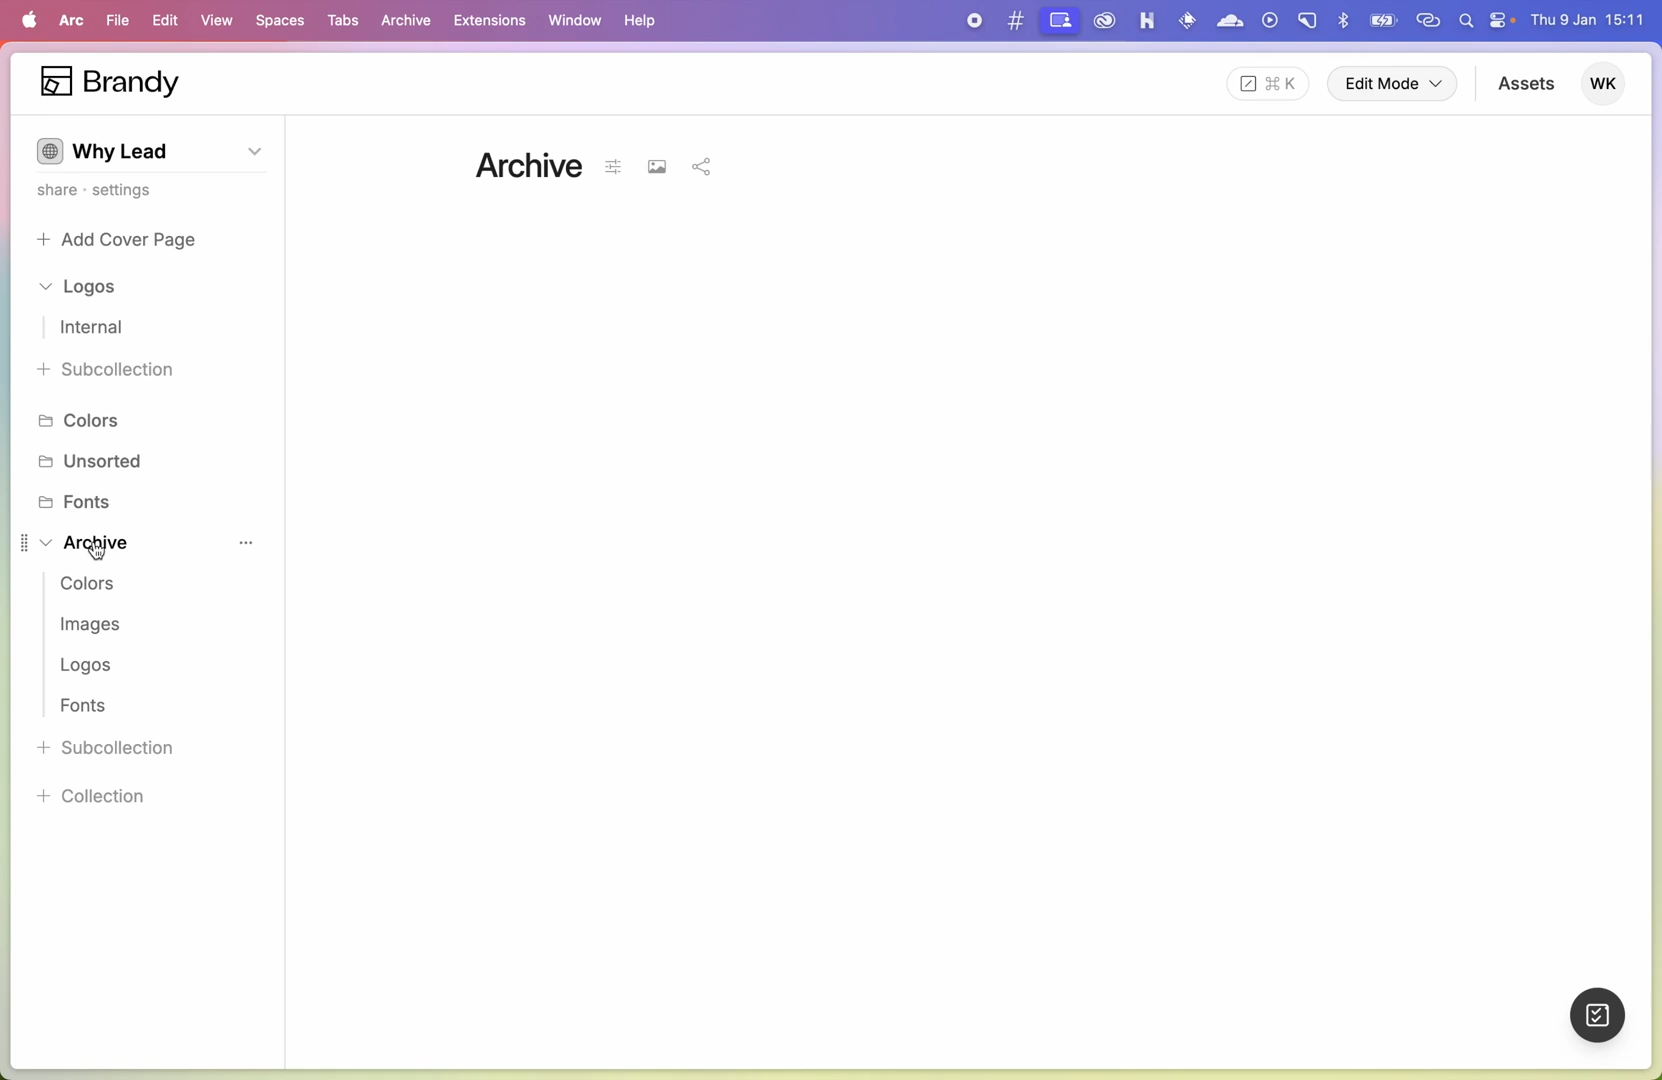 Arc File Edit View Spaces Tabs Archive Extensions Window Help Thu 9 Jan 15:11
Brandy
⌘ K
Edit Mode
Assets
WK
Why Lead
share · settings
+ Add Cover Page
Logos
Internal
+ Subcollection
Colors
Unsorted
Fonts
Archive ...
Colors
Images
Logos
Fonts
+ Subcollection
+ Collection
Archive